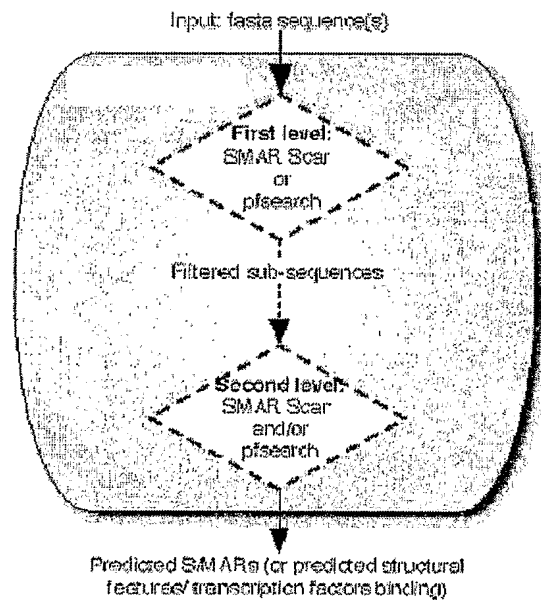 Input: fasta sequence(s)
First level:
SMAR Scan
or
pfsearch
Filtered sub-sequences
Second level:
SMAR Scan
and/or
pfsearch
Predicted S/MARs (or predicted structural
features/ transcription factors binding)